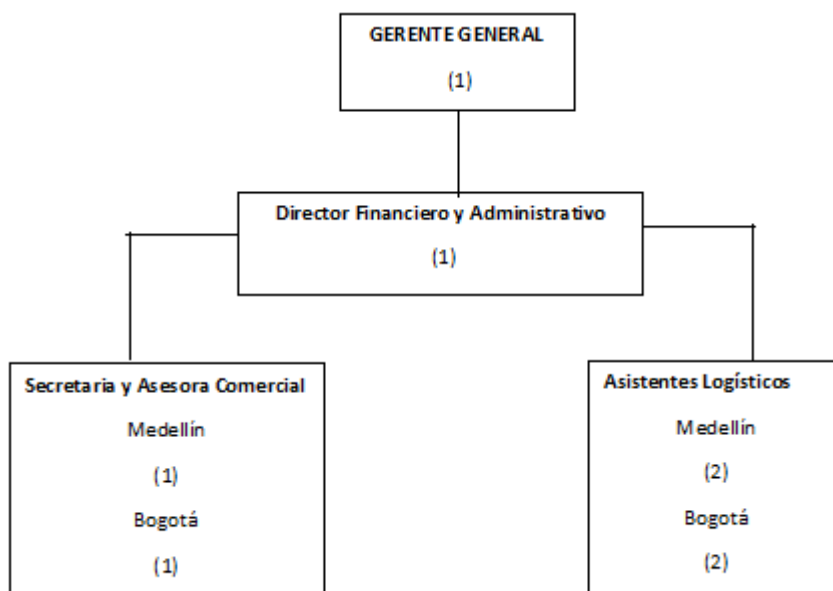 GERENTE GENERAL
(1)
Director Financiero y Administrativo
(1)
Secretaria y Asesora Comercial
Medellín
(1)
Bogotá
(1)
Asistentes Logísticos
Medellín
(2)
Bogotá
(2)